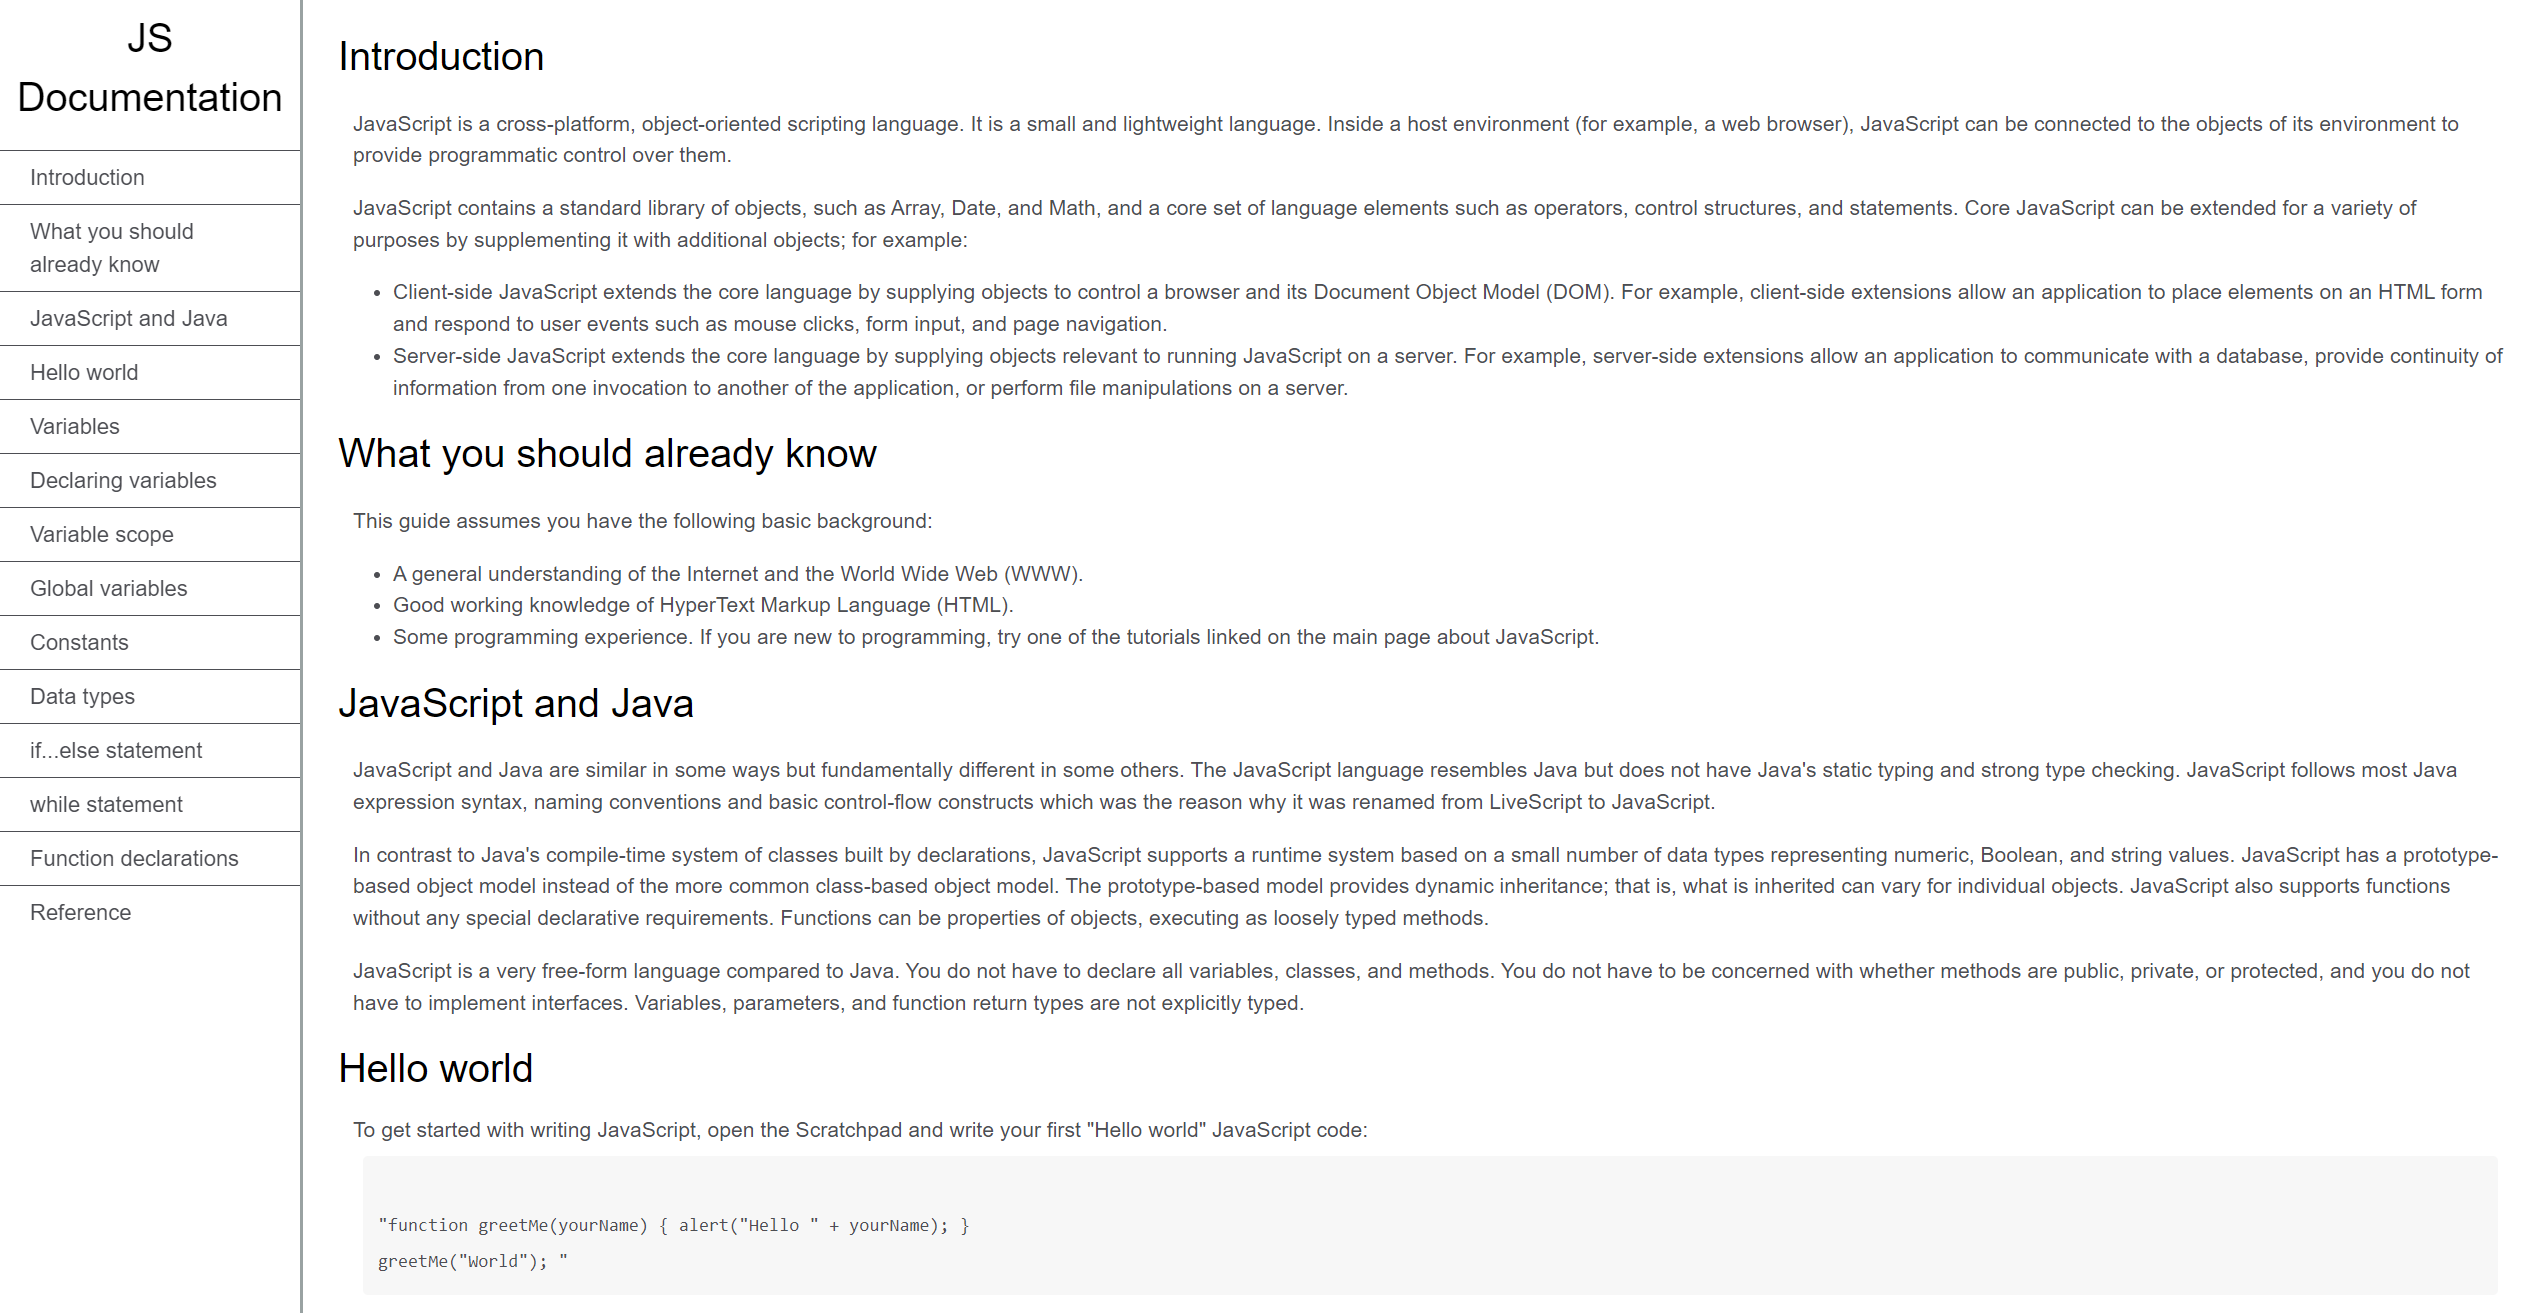 JS
Documentation
Introduction
What you should
already know
JavaScript and Java
Hello world
Variables
Declaring variables
Variable scope
Global variables
Constants
Data types
if...else statement
while statement
Function declarations
Reference
Introduction
JavaScript is a cross-platform, object-oriented scripting language. It is a small and lightweight language. Inside a host environment (for example, a web browser), JavaScript can be connected to the objects of its environment to
provide programmatic control over them.
JavaScript contains a standard library of objects, such as Array, Date, and Math, and a core set of language elements such as operators, control structures, and statements. Core JavaScript can be extended for a variety of
purposes by supplementing it with additional objects; for example:
• Client-side JavaScript extends the core language by supplying objects to control a browser and its Document Object Model (DOM). For example, client-side extensions allow an application to place elements on an HTML form
and respond to user events such as mouse clicks, form input, and page navigation.
• Server-side JavaScript extends the core language by supplying objects relevant to running JavaScript on a server. For example, server-side extensions allow an application to communicate with a database, provide continuity of
information from one invocation to another of the application, or perform file manipulations on a server.
What you should already know
This guide assumes you have the following basic background:
• A general understanding of the Internet and the World Wide Web (WWW).
• Good working knowledge of HyperText Markup Language (HTML).
• Some programming experience. If you are new to programming, try one of the tutorials linked on the main page about JavaScript.
JavaScript and Java
JavaScript and Java are similar in some ways but fundamentally different in some others. The JavaScript language resembles Java but does not have Java's static typing and strong type checking. JavaScript follows most Java
expression syntax, naming conventions and basic control-flow constructs which was the reason why it was renamed from LiveScript to JavaScript.
In contrast to Java's compile-time system of classes built by declarations, JavaScript supports a runtime system based on a small number of data types representing numeric, Boolean, and string values. JavaScript has a prototype-
based object model instead of the more common class-based object model. The prototype-based model provides dynamic inheritance; that is, what is inherited can vary for individual objects. JavaScript also supports functions
without any special declarative requirements. Functions can be properties of objects, executing as loosely typed methods.
JavaScript is a very free-form language compared to Java. You do not have to declare all variables, classes, and methods. You do not have to be concerned with whether methods are public, private, or protected, and you do not
have to implement interfaces. Variables, parameters, and function return types are not explicitly typed.
Hello world
To get started with writing JavaScript, open the Scratchpad and write your first "Hello world" JavaScript code:
"function greetMe(yourName) { alert("Hello " + yourName); }
greetMe("World"); "